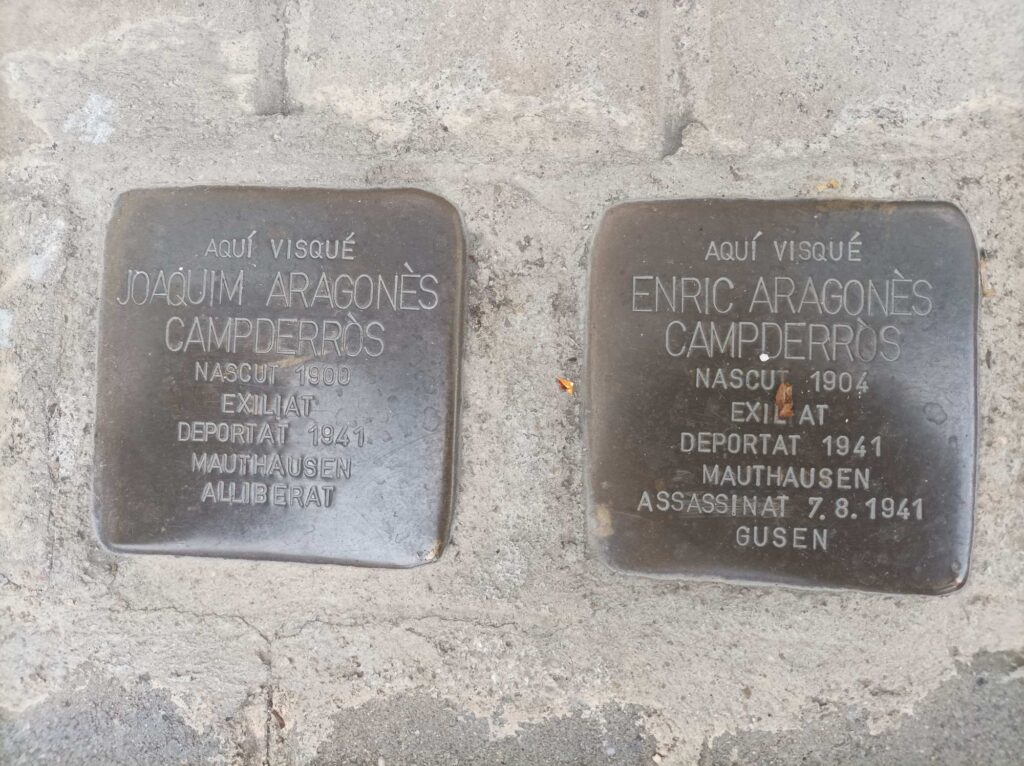 AQUÍ VISQUÉ
JOAQUIM ARAGONÈS
CAMPDERRÒS
NASCUT 1900
EXILIAT
DEPORTAT 1941
MAUTHAUSEN
ALLIBERAT
AQUÍ VISQUÉ
ENRIC ARAGONÈS
CAMPDERRÒS
NASCUT 1904
EXILIAT
DEPORTAT 1941
MAUTHAUSEN
ASSASSINAT 7.8.1941
GUSEN